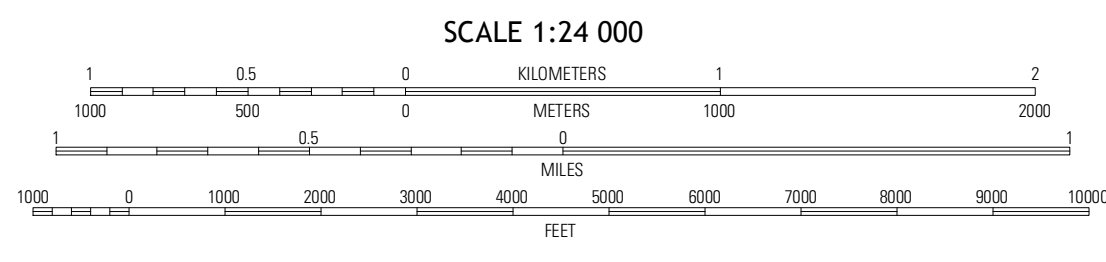 SCALE 1:24 000
1 0.5 0 KILOMETERS 1 2
1000 500 0 METERS 1000 2000
1 0.5 0 1
MILES
1000 0 1000 2000 3000 4000 5000 6000 7000 8000 9000 10000
FEET